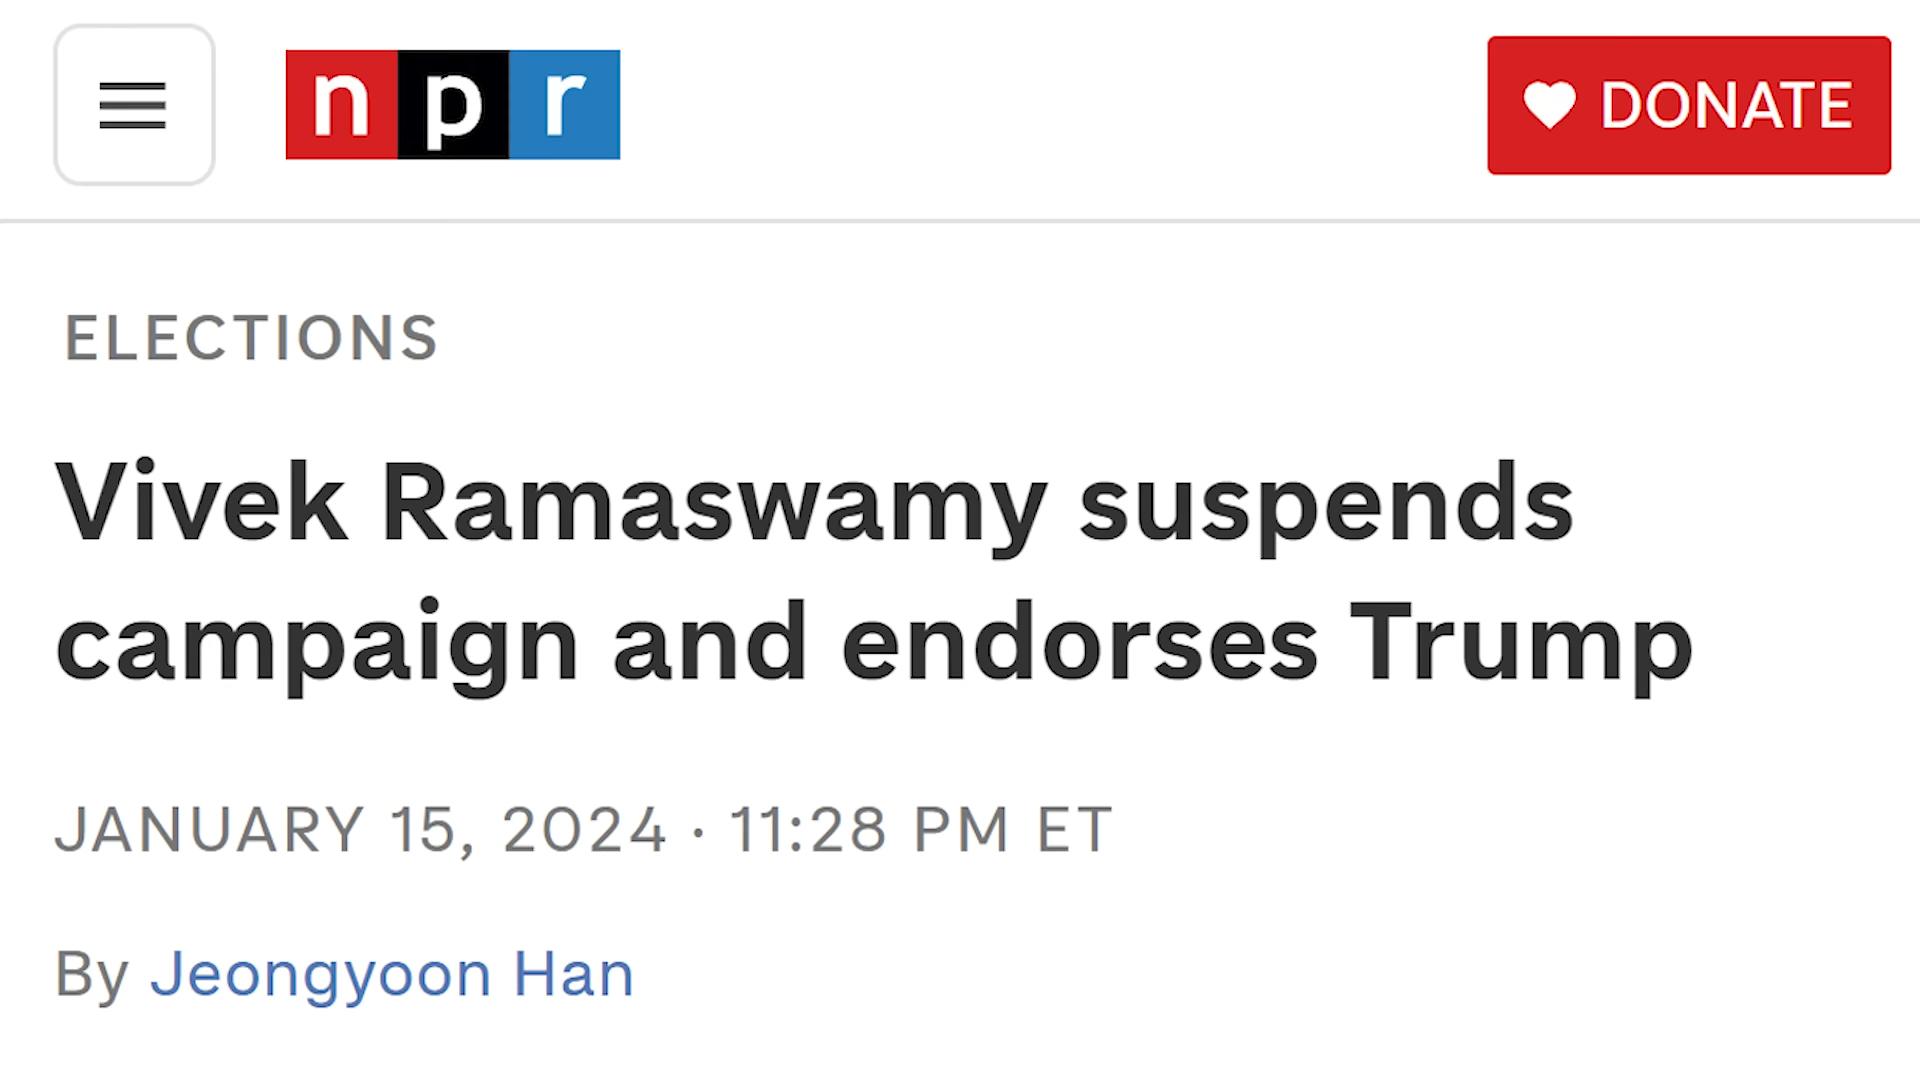 npr
DONATE
ELECTIONS
Vivek Ramaswamy suspends
campaign and endorses Trump
JANUARY 15, 2024 · 11:28 PM ET
By Jeongyoon Han